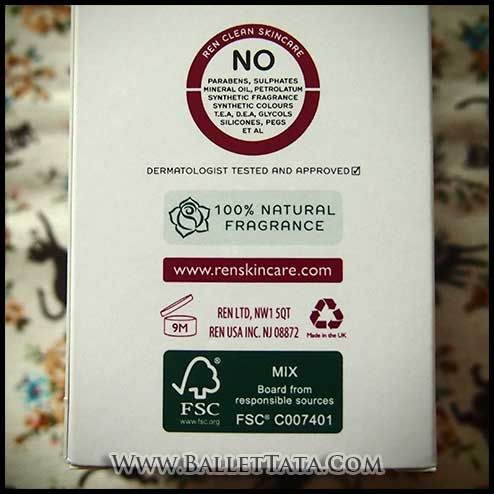 REN CLEAN SKINCARE
NO
PARABENS, SULPHATES
MINERAL OIL, PETROLATUM
SYNTHETIC FRAGRANCE
SYNTHETIC COLOURS
T.E.A, D.E.A, GLYCOLS
SILICONES, PEGS
ET AL
DERMATOLOGIST TESTED AND APPROVED☑
100% NATURAL
FRAGRANCE
www.renskincare.com
9M
REN LTD, NW1 5QT
REN USA INC. NJ 08872
Made in the UK
FSC
www.fsc.org
MIX
Board from
responsible sources
FSC® C007401
WWW.BALLETTATA.COM